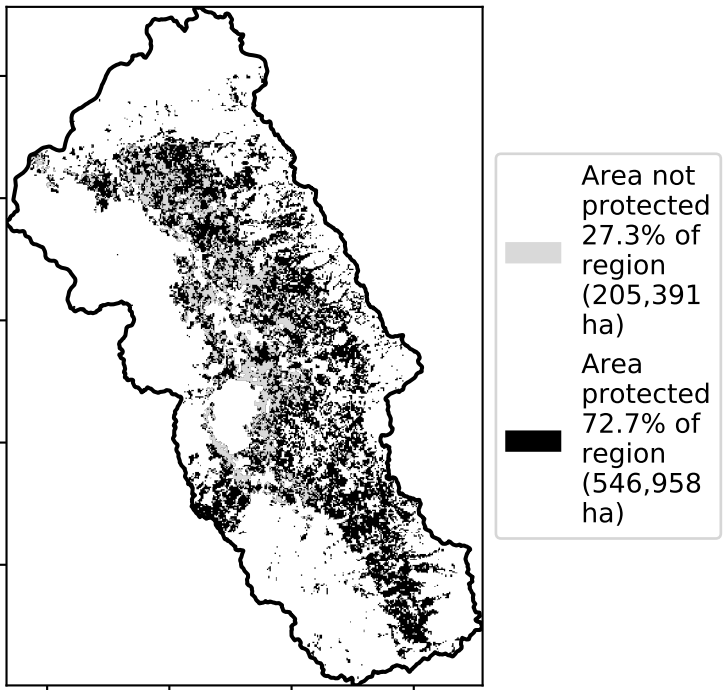 Area not
protected
27.3% of
region
(205,391
ha)
Area
protected
72.7% of
region
(546,958
ha)